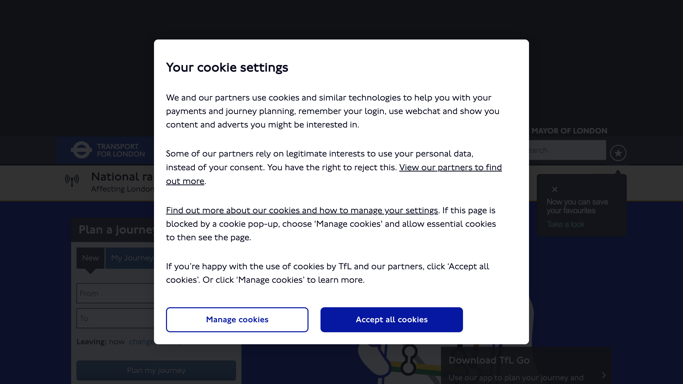 Your cookie settings
We and our partners use cookies and similar technologies to help you with your
payments and journey planning, remember your login, use webchat and show you
content and adverts you might be interested in.
Some of our partners rely on legitimate interests to use your personal data,
instead of your consent. You have the right to reject this. View our partners to find
out more.
Find out more about our cookies and how to manage your settings. If this page is
blocked by a cookie pop-up, choose 'Manage cookies' and allow essential cookies
to then see the page.
If you're happy with the use of cookies by TfL and our partners, click 'Accept all
cookies'. Or click 'Manage cookies' to learn more.
Manage cookies
Accept all cookies
MAYOR OF LONDON
TRANSPORT
FOR LONDON
National
Affecting London
Now you can save
your favourites
Take a look
Plan a journey
New
My Journeys
From
To
Leaving: now change
Plan my journey
Download TfL Go
Use our app to plan your journey and